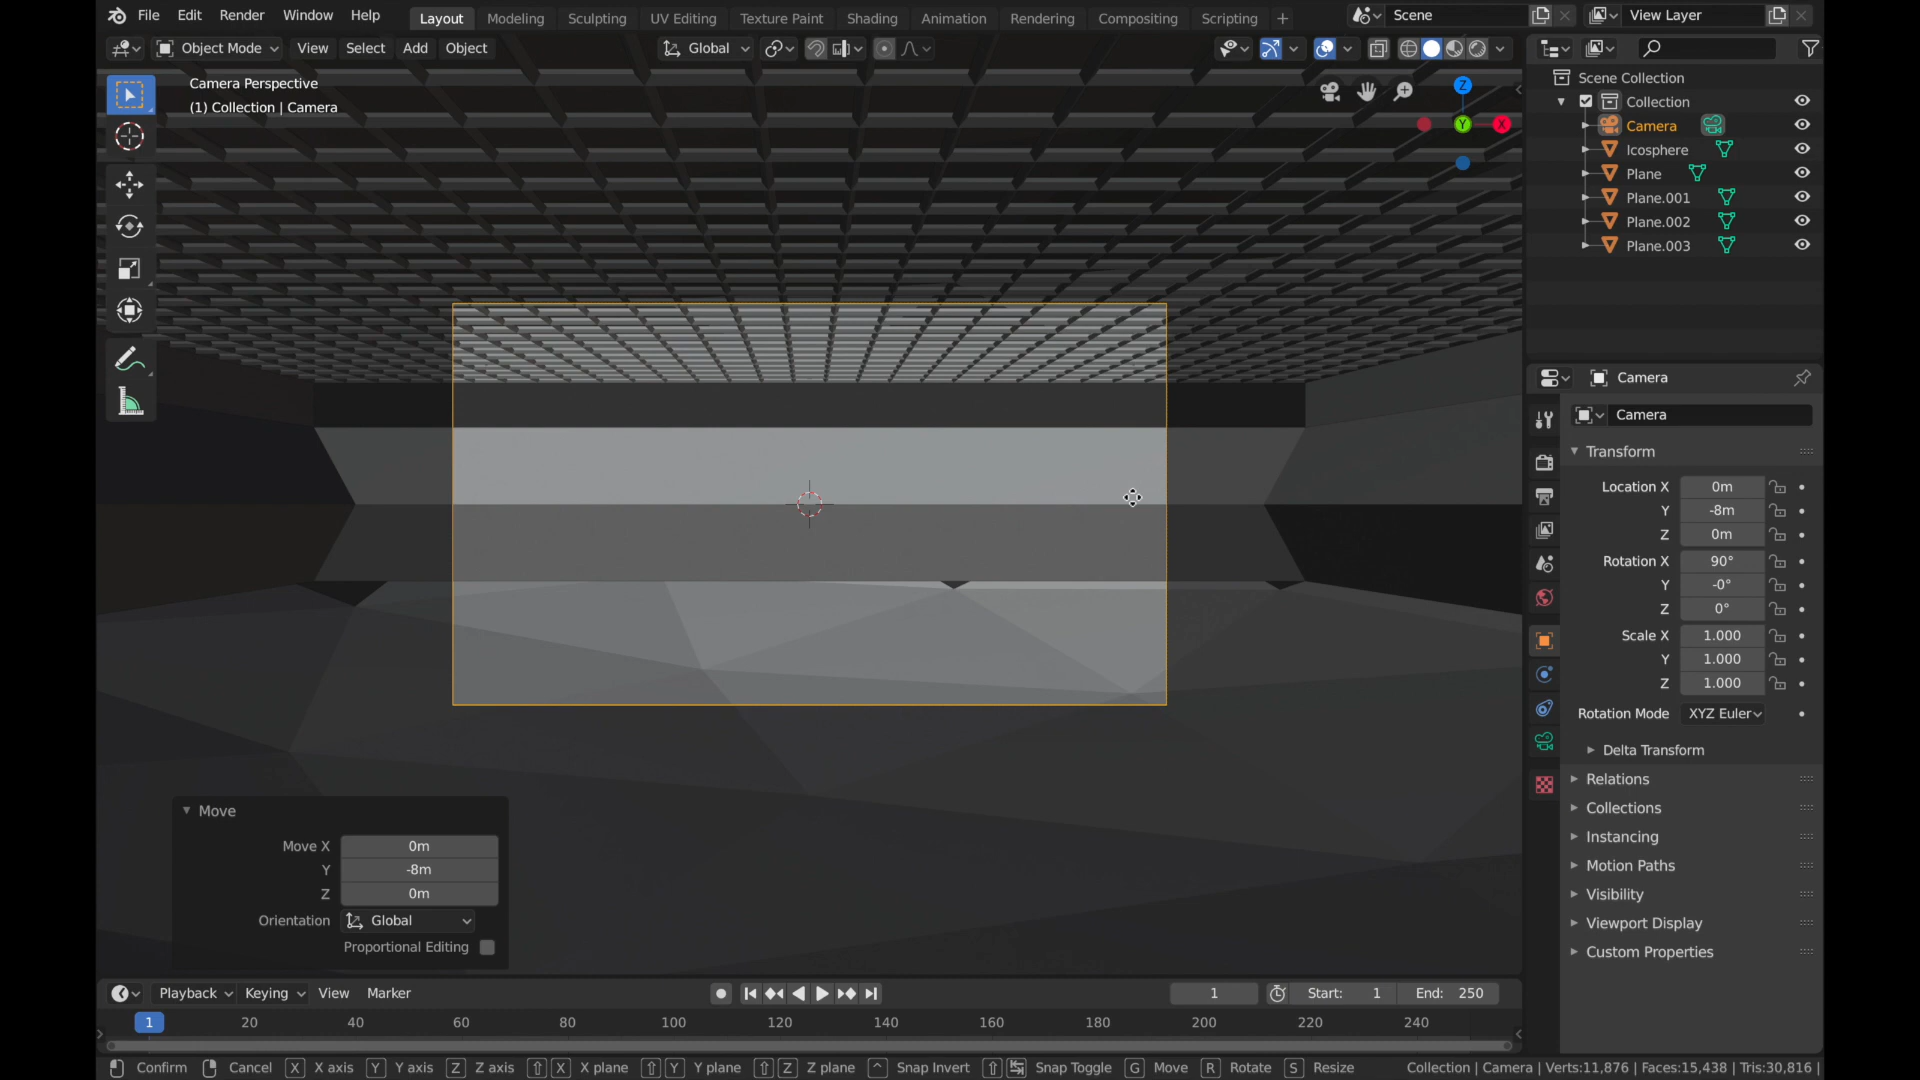 File Edit Render Window Help Layout Modeling Sculpting UV Editing Texture Paint Shading Animation Rendering Compositing Scripting + Scene View Layer
Object Mode View Select Add Object Global
Camera Perspective
(1) Collection | Camera
Z
Y
X
Scene Collection
Collection
Camera
Icosphere
Plane
Plane.001
Plane.002
Plane.003
Camera
Camera
Transform
Location X 0m
Y -8m
Z 0m
Rotation X 90°
Y -0°
Z 0°
Scale X 1.000
Y 1.000
Z 1.000
Rotation Mode XYZ Euler
Delta Transform
Relations
Collections
Instancing
Motion Paths
Visibility
Viewport Display
Custom Properties
Move
Move X 0m
Y -8m
Z 0m
Orientation Global
Proportional Editing
Playback Keying View Marker 1 Start: 1 End: 250
1 20 40 60 80 100 120 140 160 180 200 220 240
Confirm Cancel X X axis Y Y axis Z Z axis X X plane Y Y plane Z Z plane ^ Snap Invert Snap Toggle G Move R Rotate S Resize Collection | Camera | Verts:11,876 | Faces:15,438 | Tris:30,816 |